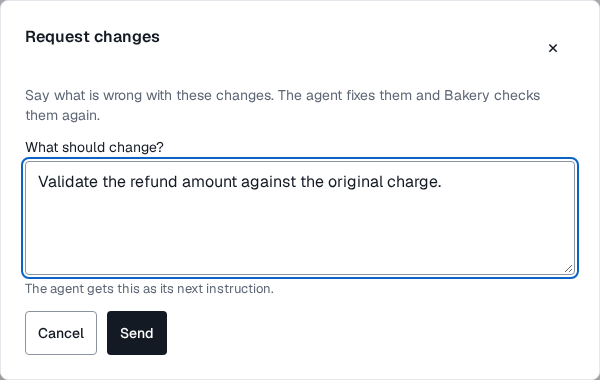 Request changes
Say what is wrong with these changes. The agent fixes them and Bakery checks
them again.
What should change?
Validate the refund amount against the original charge.
The agent gets this as its next instruction.
Cancel
Send